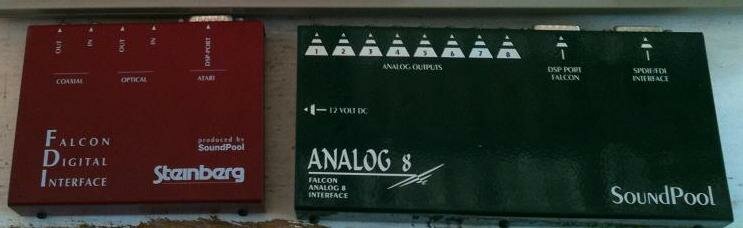 OUT IN OUT IN DSP-PORT
COAXIAL OPTICAL ATARI
FALCON
DIGITAL
INTERFACE
produced by
SoundPool
Steinberg
1 2 3 4 5 6 7 8
ANALOG OUTPUTS
DSP PORT
FALCON
SPDIF/FDI
INTERFACE
12 VOLT DC
ANALOG 8
FALCON
ANALOG 8
INTERFACE
SOUNDPOOL